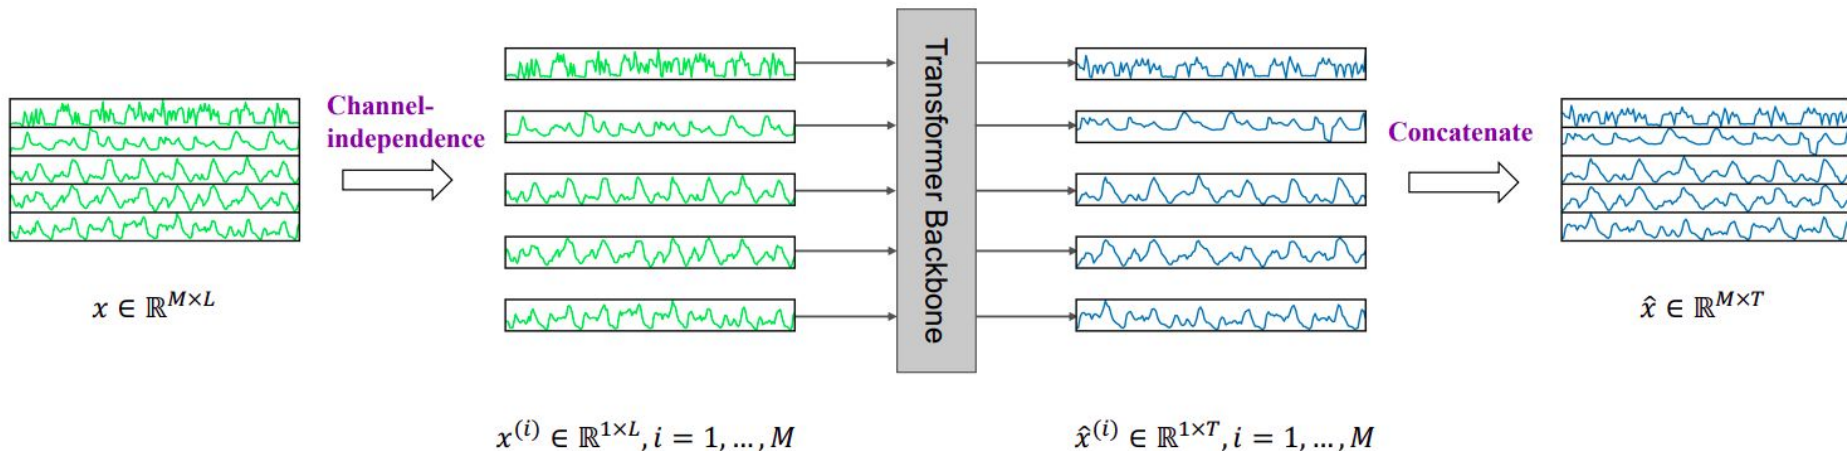 Channel-
independence
Transformer Backbone
Concatenate
x ∈ ℝ^{M×L}
x̂ ∈ ℝ^{M×T}
x^{(i)} ∈ ℝ^{1×L}, i = 1, ..., M
x̂^{(i)} ∈ ℝ^{1×T}, i = 1, ..., M